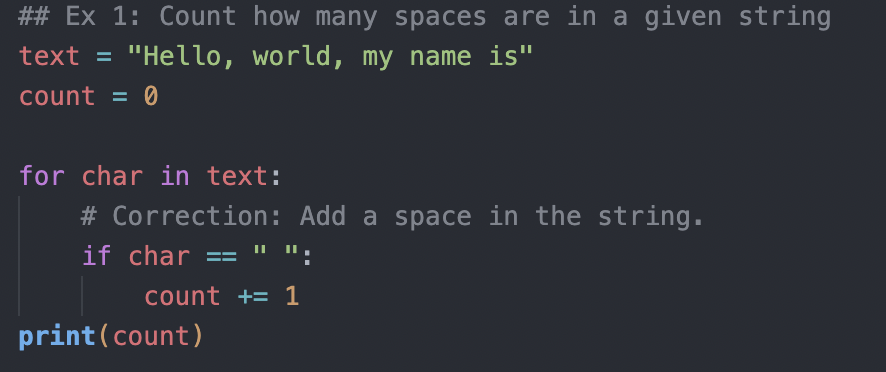 ## Ex 1: Count how many spaces are in a given string
text = "Hello, world, my name is"
count = 0

for char in text:
    # Correction: Add a space in the string.
    if char == " ":
        count += 1
print(count)